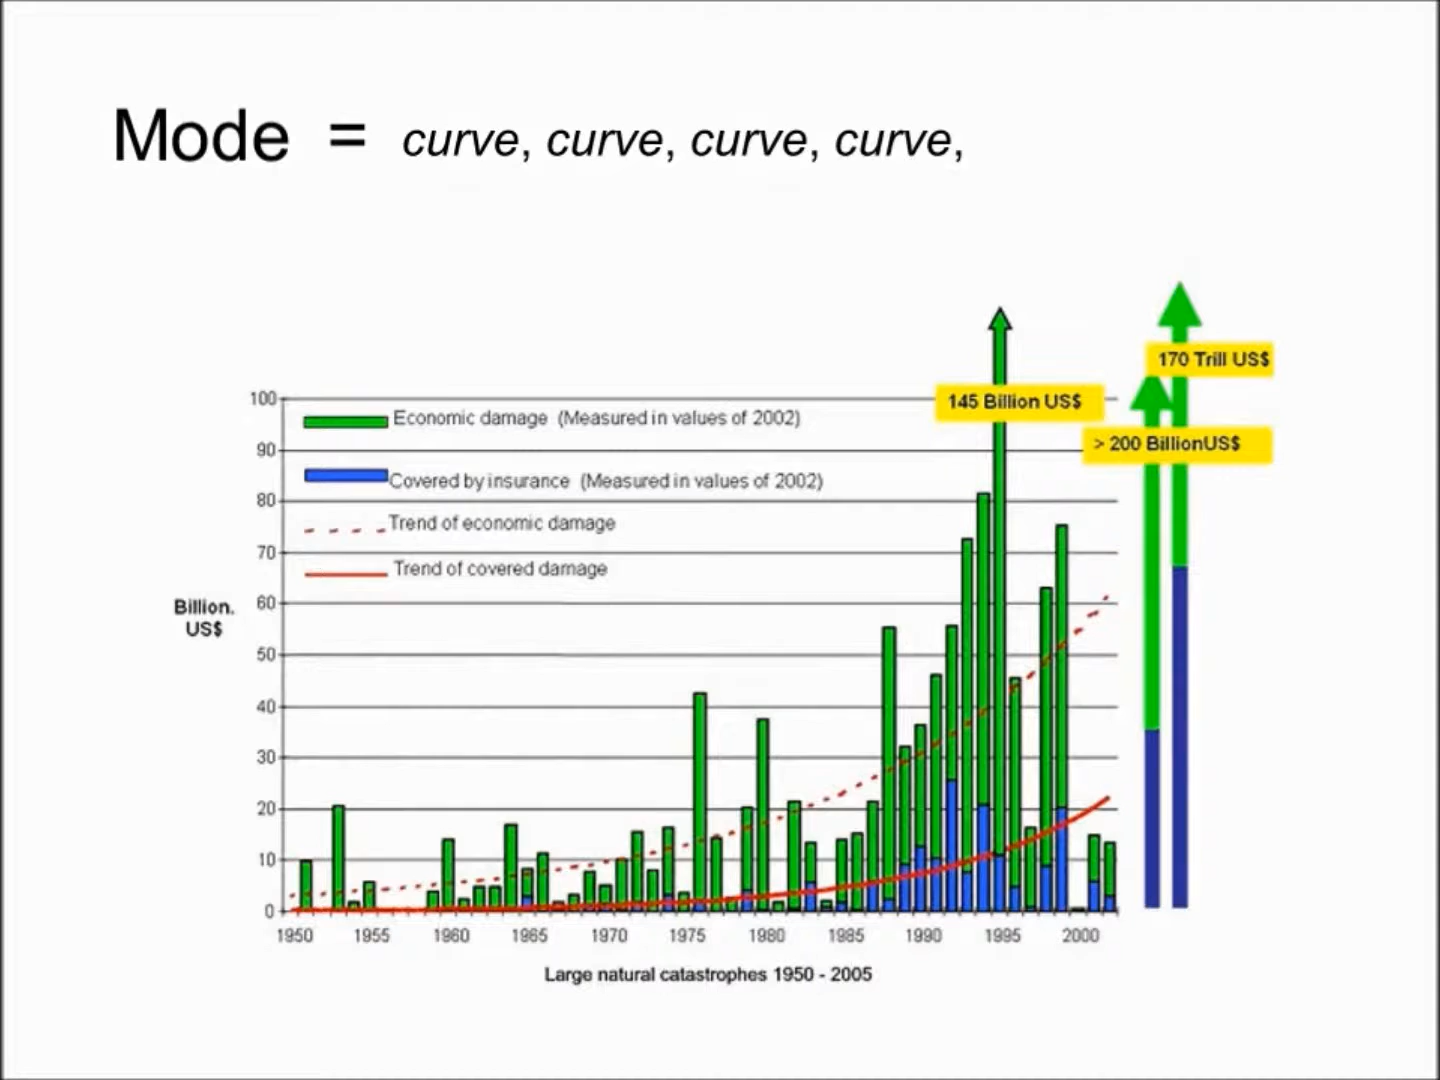 Mode = curve, curve, curve, curve,
170 Trill US$
145 Billion US$
> 200 BillionUS$
100
90
80
70
60
50
40
30
20
10
0
Economic damage (Measured in values of 2002)
Covered by insurance (Measured in values of 2002)
Trend of economic damage
Trend of covered damage
Billion.
US$
1950 1955 1960 1965 1970 1975 1980 1985 1990 1995 2000
Large natural catastrophes 1950 - 2005